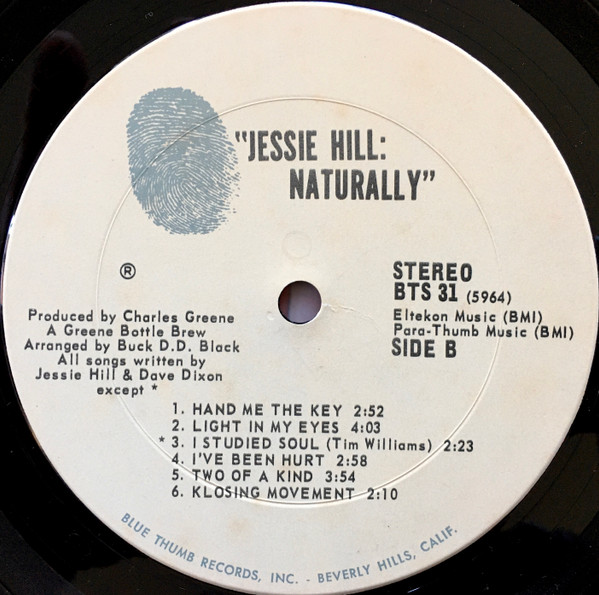 "JESSIE HILL:
NATURALLY"
®
STEREO
BTS 31 (5964)
Eltekon Music (BMI)
Para-Thumb Music (BMI)
SIDE B
Produced by Charles Greene
A Greene Bottle Brew
Arranged by Buck D.D. Black
All songs written by
Jessie Hill & Dave Dixon
except *
1. HAND ME THE KEY 2:52
2. LIGHT IN MY EYES 4:03
* 3. I STUDIED SOUL (Tim Williams) 2:23
4. I'VE BEEN HURT 2:58
5. TWO OF A KIND 3:54
6. KLOSING MOVEMENT 2:10
BLUE THUMB RECORDS, INC. - BEVERLY HILLS, CALIF.